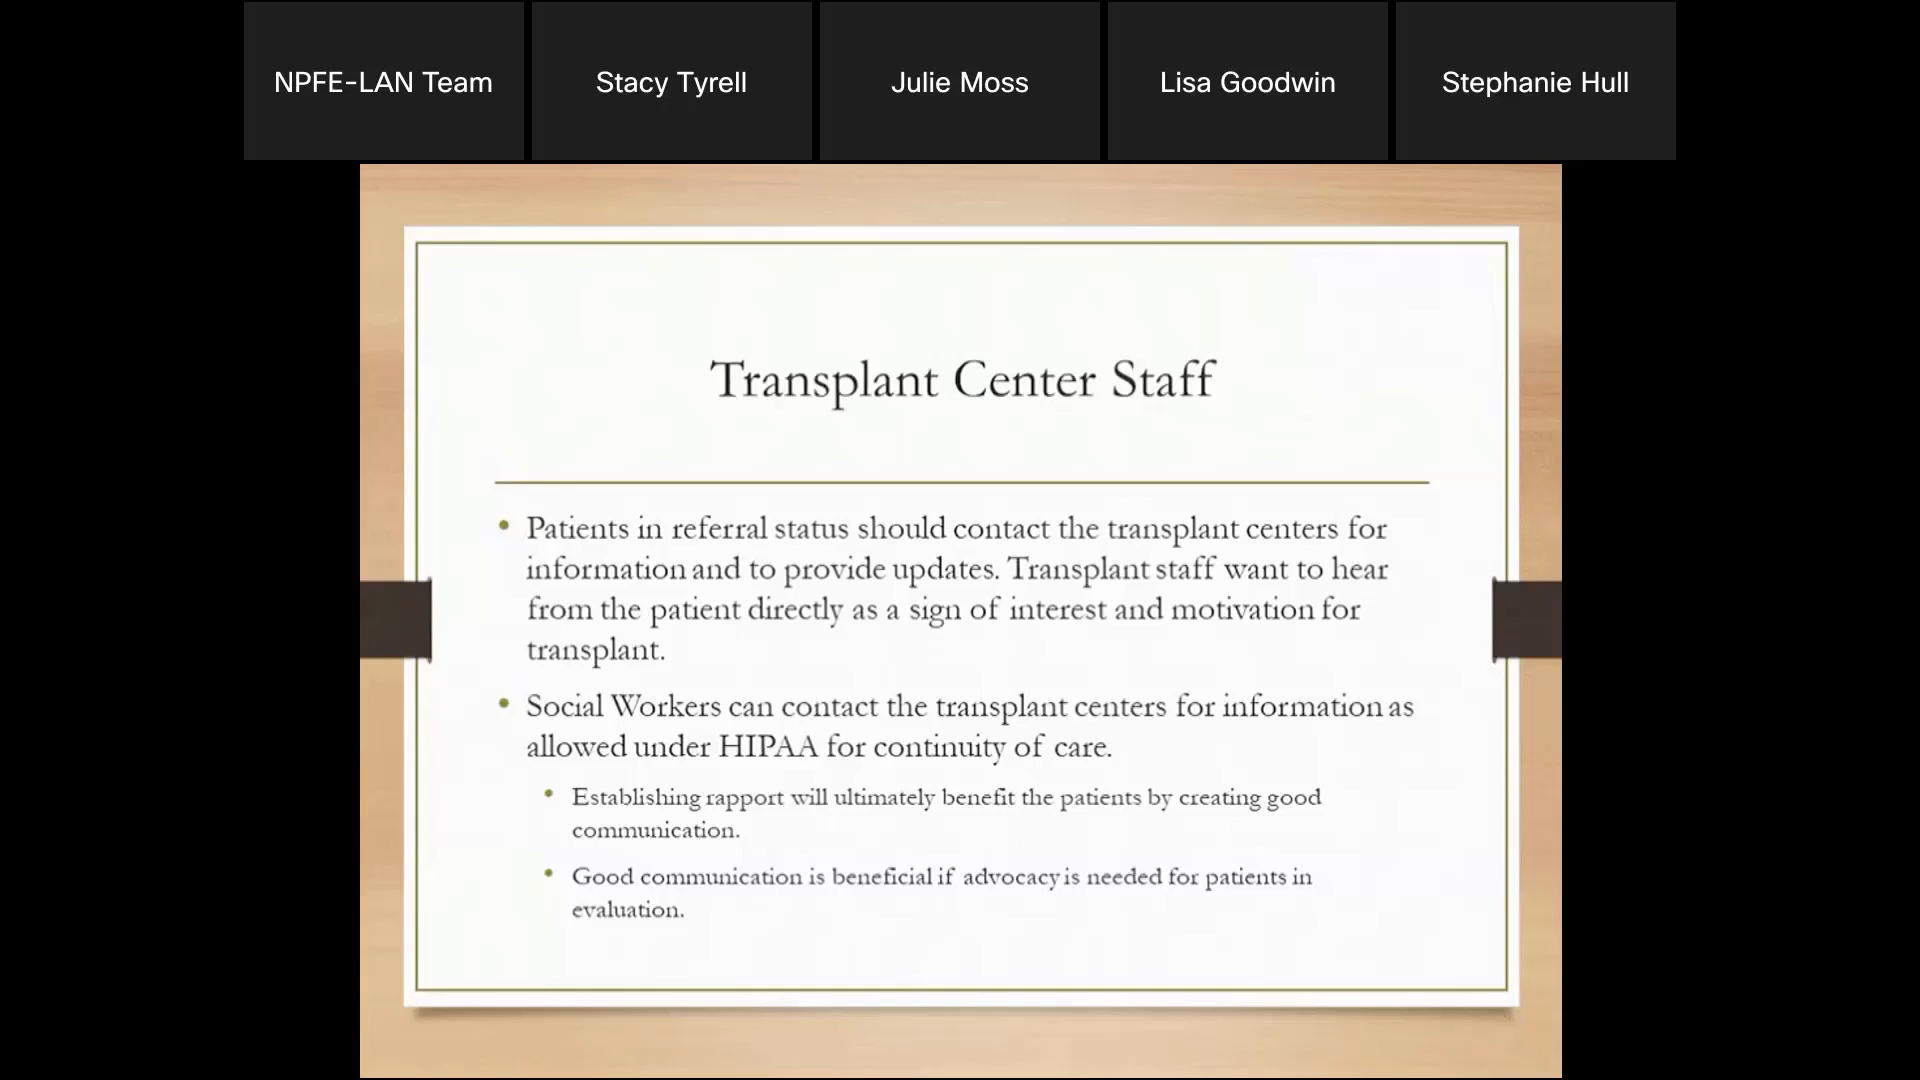 NPFE-LAN Team
Stacy Tyrell
Julie Moss
Lisa Goodwin
Stephanie Hull
Transplant Center Staff
• Patients in referral status should contact the transplant centers for
information and to provide updates. Transplant staff want to hear
from the patient directly as a sign of interest and motivation for
transplant.
• Social Workers can contact the transplant centers for information as
allowed under HIPAA for continuity of care.
• Establishing rapport will ultimately benefit the patients by creating good
communication.
• Good communication is beneficial if advocacy is needed for patients in
evaluation.